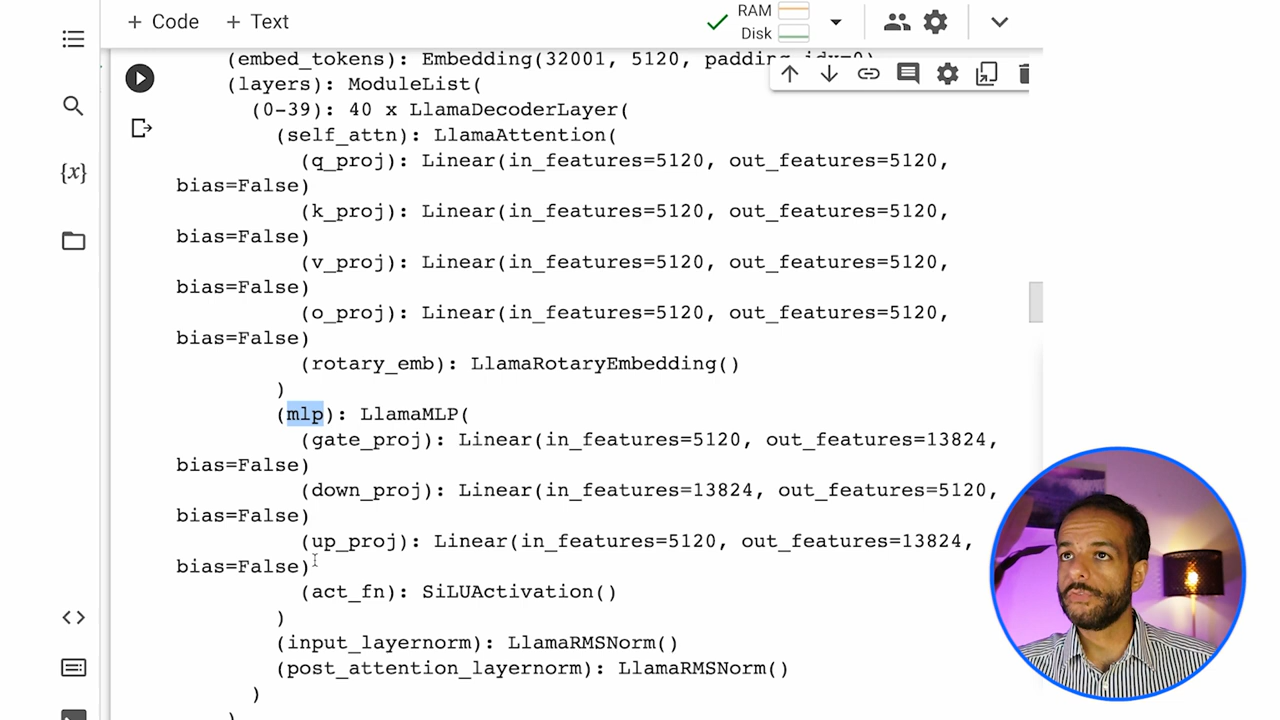 + Code + Text
RAM
Disk
(embed_tokens): Embedding(32001, 5120, padding_idx=0)
(layers): ModuleList(
(0-39): 40 x LlamaDecoderLayer(
(self_attn): LlamaAttention(
(q_proj): Linear(in_features=5120, out_features=5120,
bias=False)
(k_proj): Linear(in_features=5120, out_features=5120,
bias=False)
(v_proj): Linear(in_features=5120, out_features=5120,
bias=False)
(o_proj): Linear(in_features=5120, out_features=5120,
bias=False)
(rotary_emb): LlamaRotaryEmbedding()
)
(mlp): LlamaMLP(
(gate_proj): Linear(in_features=5120, out_features=13824,
bias=False)
(down_proj): Linear(in_features=13824, out_features=5120,
bias=False)
(up_proj): Linear(in_features=5120, out_features=13824,
bias=False)
(act_fn): SiLUActivation()
)
(input_layernorm): LlamaRMSNorm()
(post_attention_layernorm): LlamaRMSNorm()
)